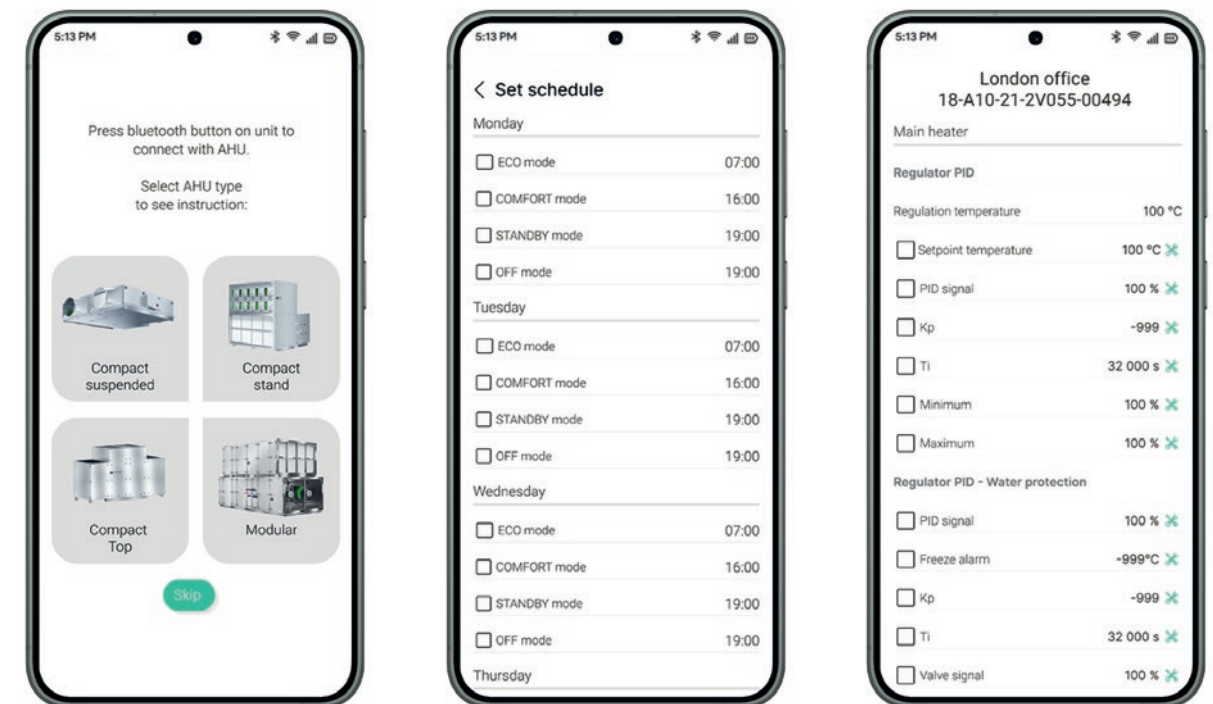 5:13 PM
Press bluetooth button on unit to
connect with AHU.
Select AHU type
to see instruction:
Compact
suspended
Compact
stand
Compact
Top
Modular
Skip
5:13 PM
< Set schedule
Monday
ECO mode 07:00
COMFORT mode 16:00
STANDBY mode 19:00
OFF mode 19:00
Tuesday
ECO mode 07:00
COMFORT mode 16:00
STANDBY mode 19:00
OFF mode 19:00
Wednesday
ECO mode 07:00
COMFORT mode 16:00
STANDBY mode 19:00
OFF mode 19:00
Thursday
5:13 PM
London office
18-A10-21-2V055-00494
Main heater
Regulator PID
Regulation temperature 100 °C
Setpoint temperature 100 °C
PID signal 100 %
Kp -999
Ti 32 000 s
Minimum 100 %
Maximum 100 %
Regulator PID - Water protection
PID signal 100 %
Freeze alarm -999°C
Kp -999
Ti 32 000 s
Valve signal 100 %